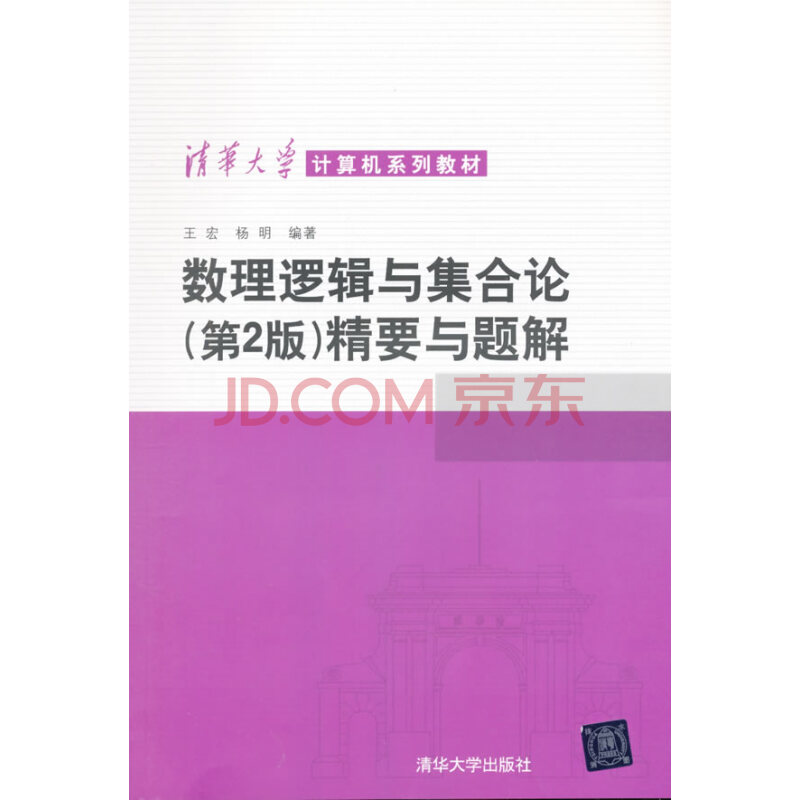 清华大学 计算机系列教材
王宏 杨明 编著
数理逻辑与集合论
(第2版)精要与题解
JD.COM 京东
清华大学出版社